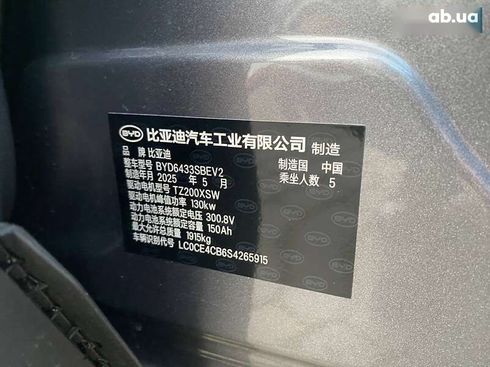 ab.ua
BYD 比亚迪汽车工业有限公司 制造
品 牌 比亚迪 制造国 中国
整车型号 BYD6433SBEV2 乘坐人数 5
制造年月 2025 年 5 月
驱动电机型号 TZ200XSW
驱动电机峰值功率 130kW
动力电池系统额定电压 300.8V
动力电池系统额定容量 150Ah
最大允许总质量 1915kg
车辆识别代号 LC0CE4CB6S4265915